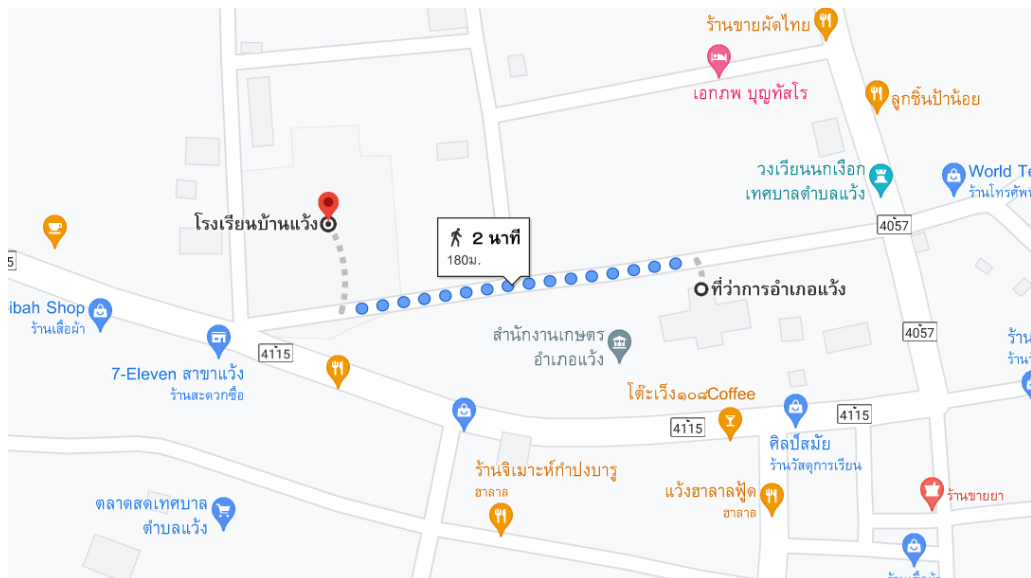 ร้านขายผัดไทย
เอกภพ บุญทัสโร
ลูกชิ้นป้าน้อย
วงเวียนนกเงือก
เทศบาลตำบลแว้ง
World Te
ร้านโทรศัพท
4057
โรงเรียนบ้านแว้ง
2 นาที
180ม.
5
ที่ว่าการอำเภอแว้ง
ibah Shop
ร้านเสื้อผ้า
สำนักงานเกษตร
อำเภอแว้ง
4057
ร้าน
4115
7-Eleven สาขาแว้ง
ร้านสะดวกซื้อ
โต๊ะเว็ง๑๐๘Coffee
4115
4115
ศิลป์สมัย
ร้านวัสดุการเรียน
ร้านจิเมาะห์กำปงบารู
ฮาลาล
แว้งฮาลาลฟู้ด
ฮาลาล
ร้านขายยา
ตลาดสดเทศบาล
ตำบลแว้ง